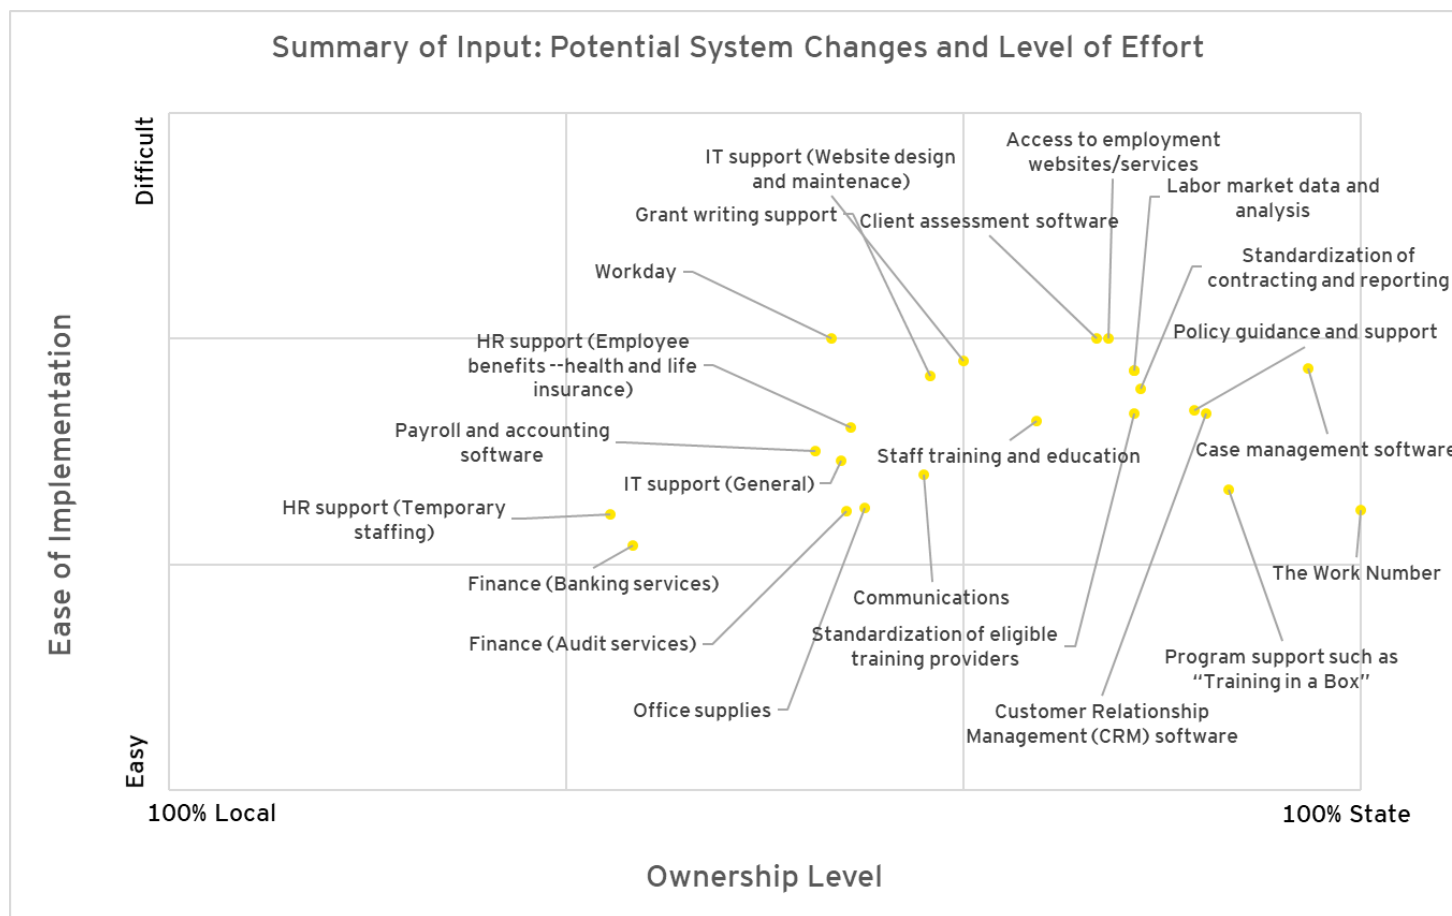 Summary of Input: Potential System Changes and Level of Effort
Difficult
Access to employment
websites/services
IT support (Website design
and maintenace)
Labor market data and
analysis
Grant writing support
Client assessment software
Standardization of
contracting and reporting
Workday
Policy guidance and support
HR support (Employee
benefits --health and life
insurance)
Payroll and accounting
software
Staff training and education
Case management software
IT support (General)
HR support (Temporary
staffing)
Ease of Implementation
Finance (Banking services)
The Work Number
Communications
Finance (Audit services)
Standardization of eligible
training providers
Program support such as
“Training in a Box”
Office supplies
Customer Relationship
Management (CRM) software
Easy
100% Local
100% State
Ownership Level